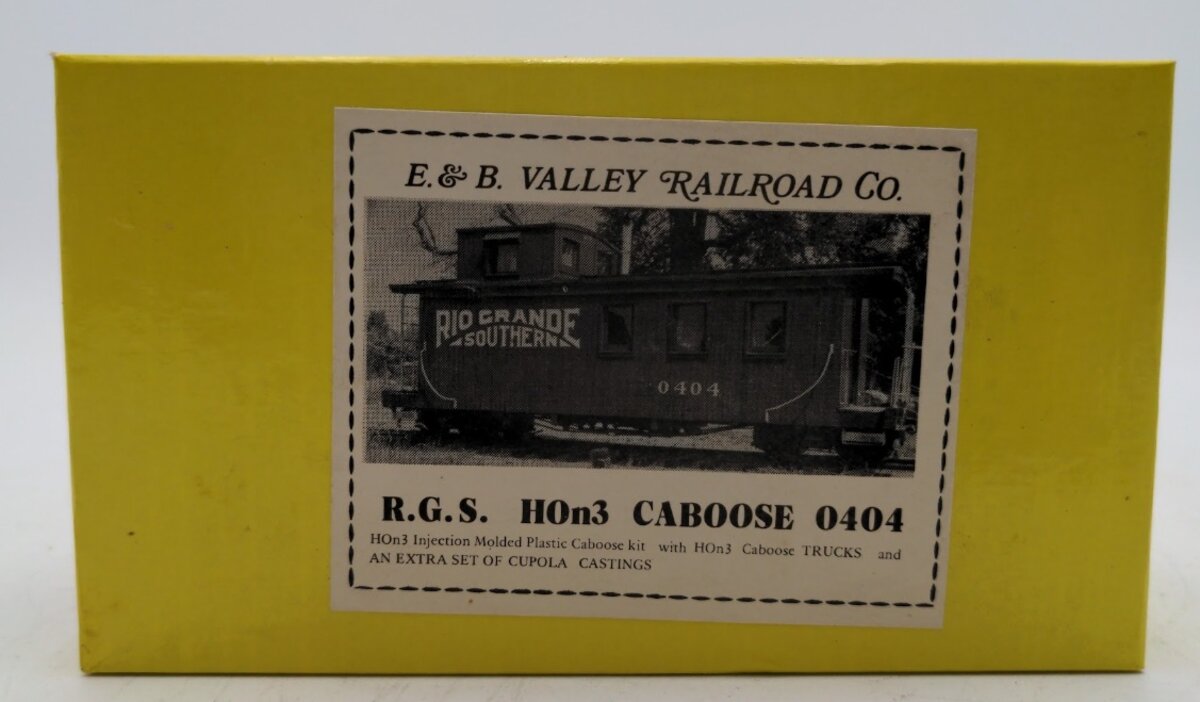 E. & B. VALLEY RAILROAD CO.
RIO GRANDE
SOUTHERN
0404
R.G.S. HOn3 CABOOSE 0404
HOn3 Injection Molded Plastic Caboose kit with HOn3 Caboose TRUCKS and
AN EXTRA SET OF CUPOLA CASTINGS